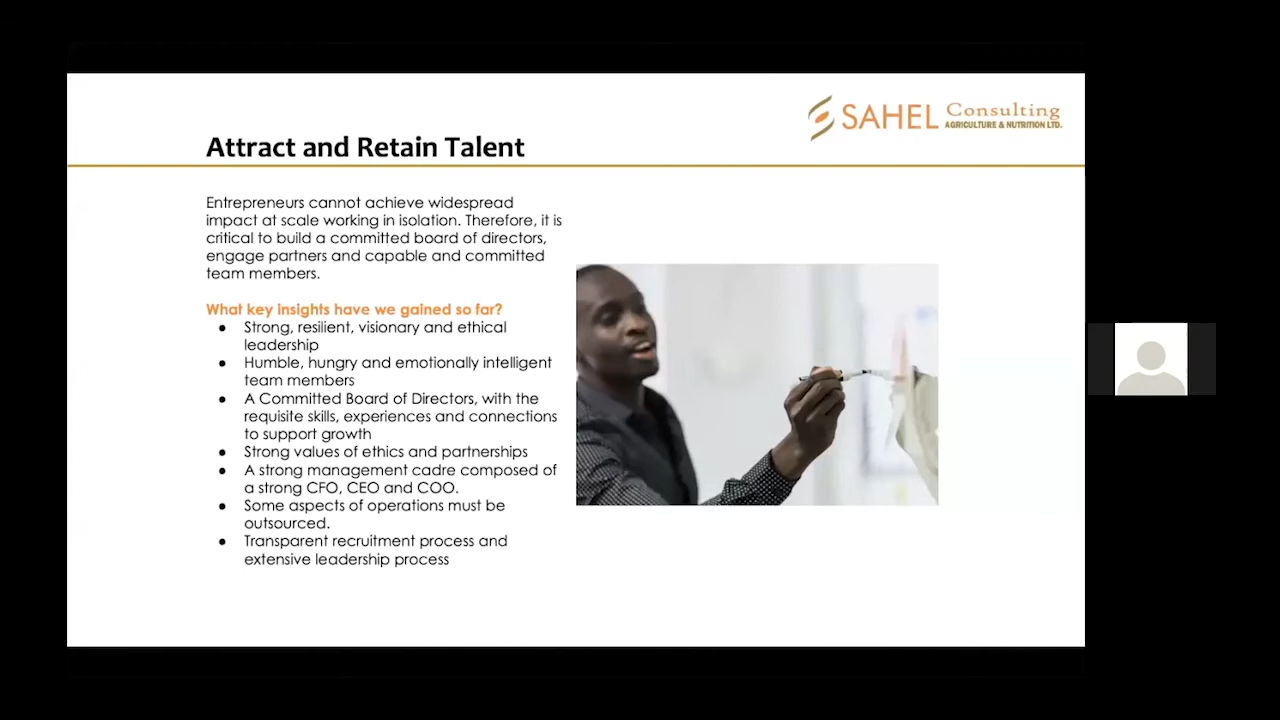 SAHEL Consulting
AGRICULTURE & NUTRITION LTD.
Attract and Retain Talent
Entrepreneurs cannot achieve widespread
impact at scale working in isolation. Therefore, it is
critical to build a committed board of directors,
engage partners and capable and committed
team members.
What key insights have we gained so far?
● Strong, resilient, visionary and ethical
leadership
● Humble, hungry and emotionally intelligent
team members
● A Committed Board of Directors, with the
requisite skills, experiences and connections
to support growth
● Strong values of ethics and partnerships
● A strong management cadre composed of
a strong CFO, CEO and COO.
● Some aspects of operations must be
outsourced.
● Transparent recruitment process and
extensive leadership process